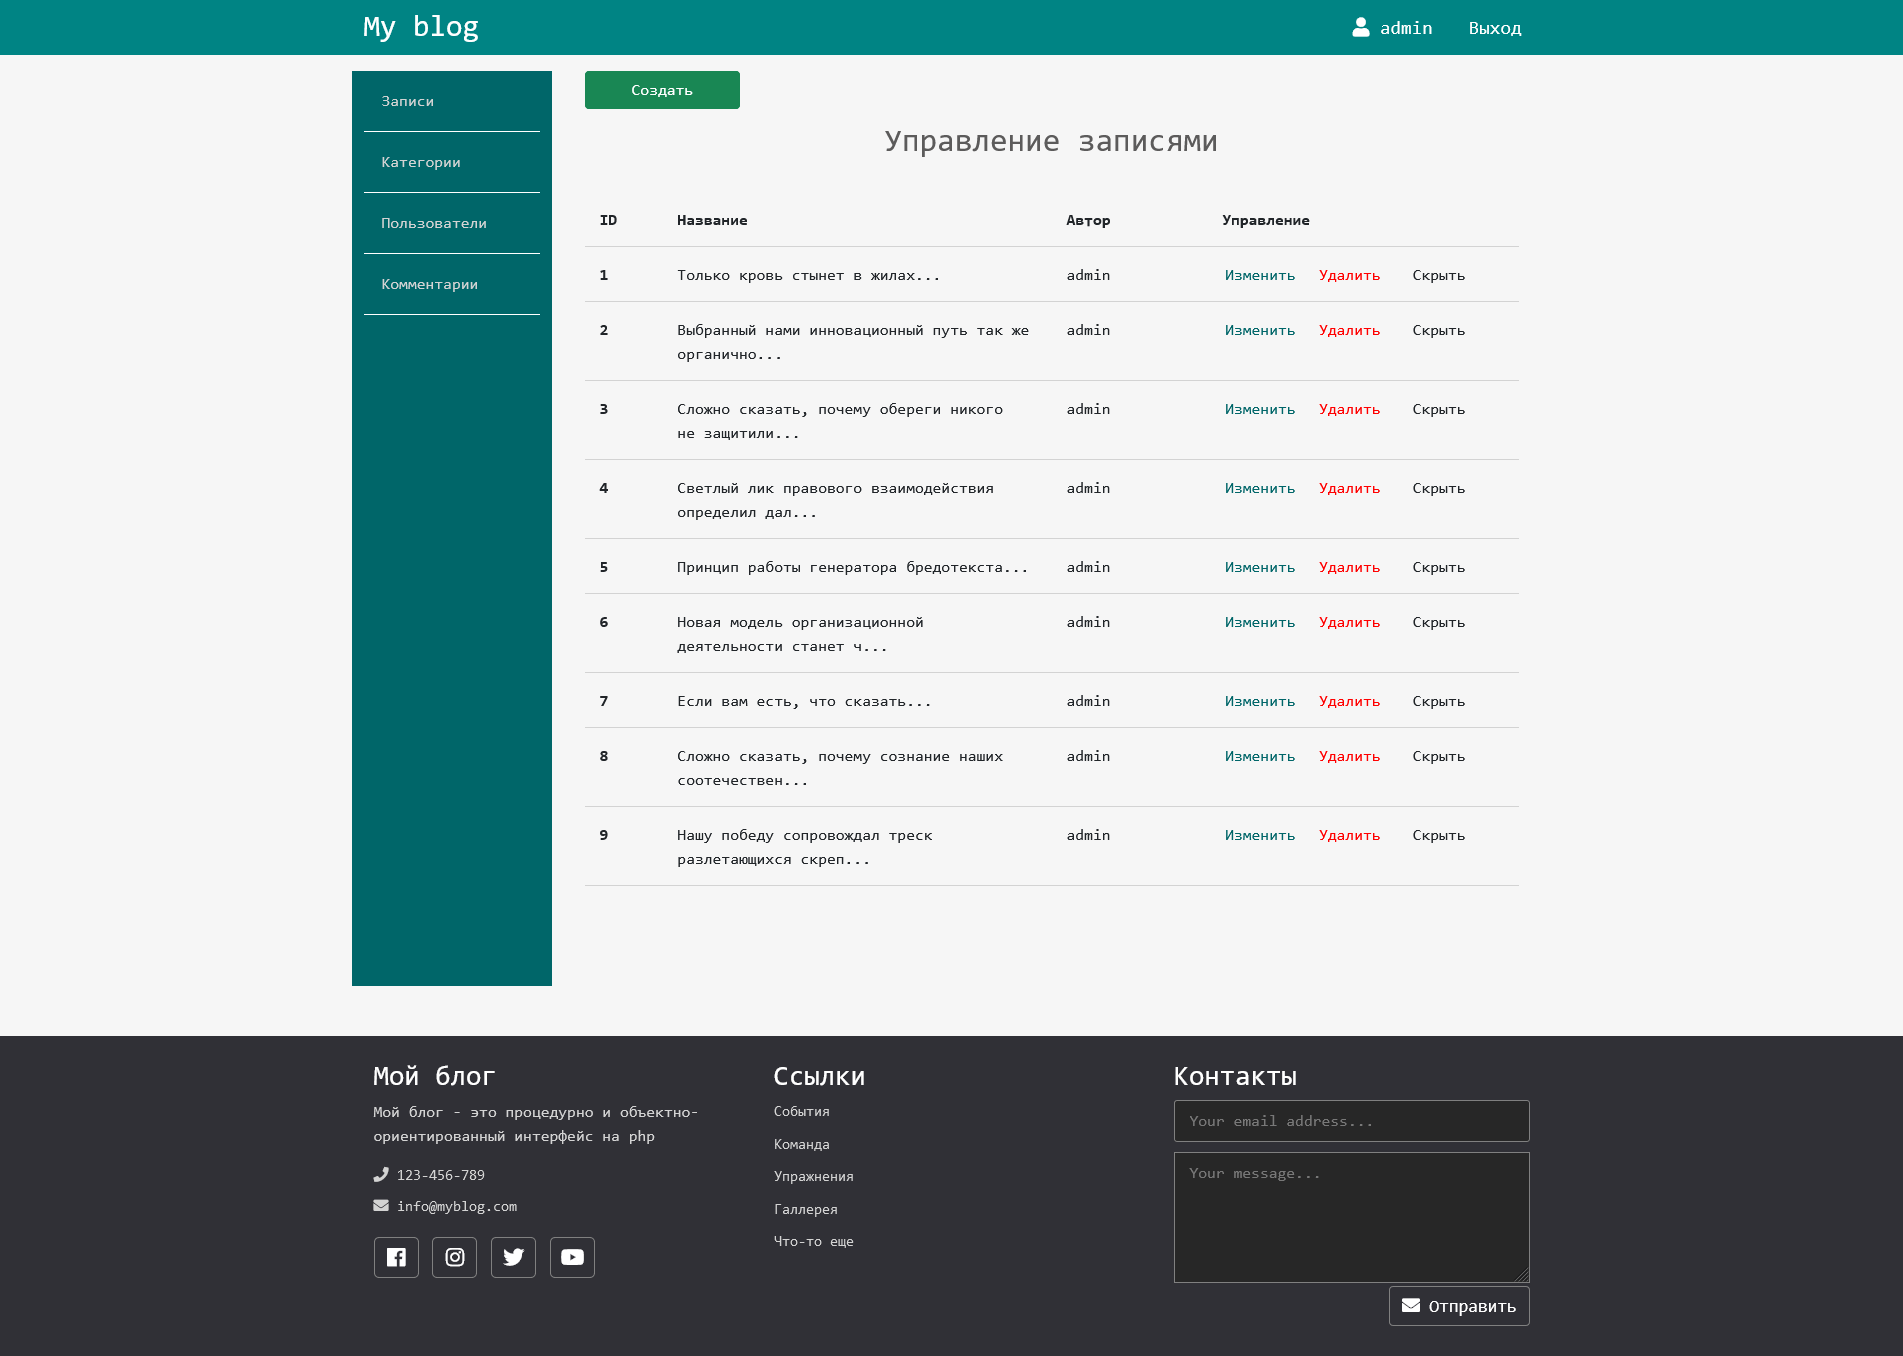 My blog
admin Выход
Записи
Категории
Пользователи
Комментарии
Создать
Управление записями
ID Название Автор Управление
1 Только кровь стынет в жилах... admin Изменить Удалить Скрыть
2 Выбранный нами инновационный путь так же admin Изменить Удалить Скрыть
органично...
3 Сложно сказать, почему обереги никого admin Изменить Удалить Скрыть
не защитили...
4 Светлый лик правового взаимодействия admin Изменить Удалить Скрыть
определил дал...
5 Принцип работы генератора бредотекста... admin Изменить Удалить Скрыть
6 Новая модель организационной admin Изменить Удалить Скрыть
деятельности станет ч...
7 Если вам есть, что сказать... admin Изменить Удалить Скрыть
8 Сложно сказать, почему сознание наших admin Изменить Удалить Скрыть
соотечествен...
9 Нашу победу сопровождал треск admin Изменить Удалить Скрыть
разлетающихся скреп...
Мой блог
Мой блог - это процедурно и объектно-
ориентированный интерфейс на php
123-456-789
info@myblog.com
Ссылки
События
Команда
Упражнения
Галлерея
Что-то еще
Контакты
Your email address...
Your message...
Отправить